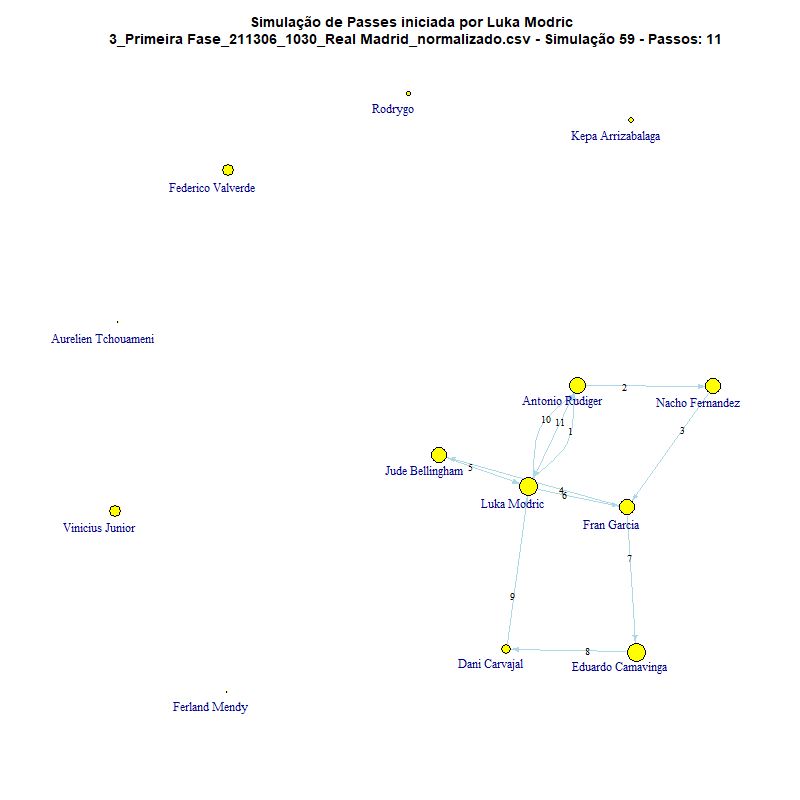 Simulação de Passes iniciada por Luka Modric
3_Primeira Fase_211306_1030_Real Madrid_normalizado.csv - Simulação 59 - Passos: 11
Rodrygo
Kepa Arrizabalaga
Federico Valverde
Aurelien Tchouameni
2
Antonio Rudiger
Nacho Fernandez
10
11
1
3
5
Jude Bellingham
4
6
Luka Modric
Fran Garcia
Vinicius Junior
7
9
8
Dani Carvajal
Eduardo Camavinga
Ferland Mendy